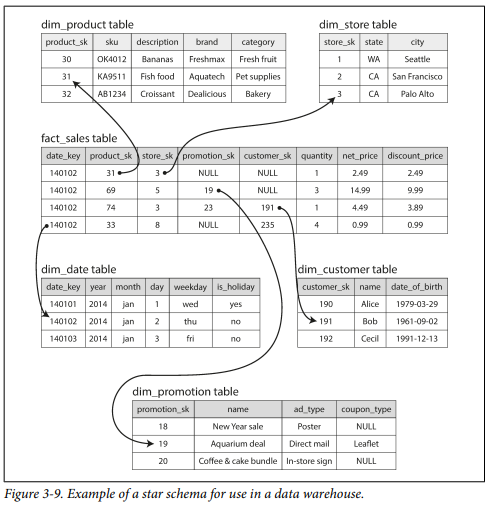 dim_product table
product_sk sku description brand category
30 OK4012 Bananas Freshmax Fresh fruit
31 KA9511 Fish food Aquatech Pet supplies
32 AB1234 Croissant Dealicious Bakery
dim_store table
store_sk state city
1 WA Seattle
2 CA San Francisco
3 CA Palo Alto
fact_sales table
date_key product_sk store_sk promotion_sk customer_sk quantity net_price discount_price
140102 31 3 NULL NULL 1 2.49 2.49
140102 69 5 19 NULL 3 14.99 9.99
140102 74 3 23 191 1 4.49 3.89
140102 33 8 NULL 235 4 0.99 0.99
dim_date table
date_key year month day weekday is_holiday
140101 2014 jan 1 wed yes
140102 2014 jan 2 thu no
140103 2014 jan 3 fri no
dim_customer table
customer_sk name date_of_birth
190 Alice 1979-03-29
191 Bob 1961-09-02
192 Cecil 1991-12-13
dim_promotion table
promotion_sk name ad_type coupon_type
18 New Year sale Poster NULL
19 Aquarium deal Direct mail Leaflet
20 Coffee & cake bundle In-store sign NULL
Figure 3-9. Example of a star schema for use in a data warehouse.